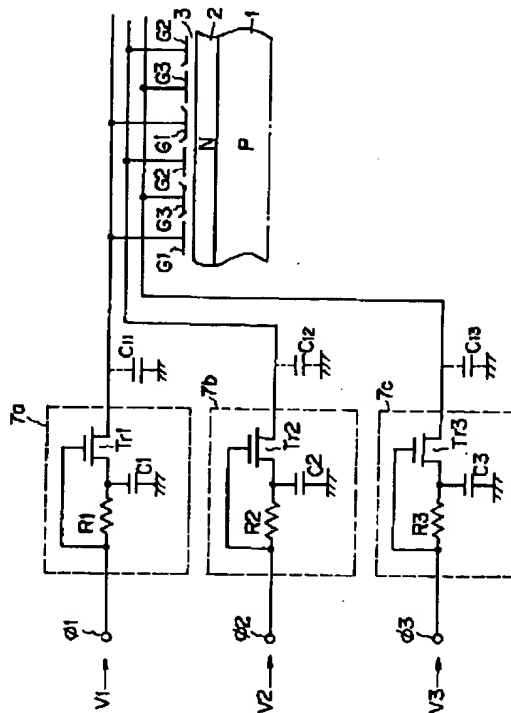 7a
V1
φ1
R1
Tr1
C1
C11
7b
V2
φ2
R2
Tr2
C2
C12
7c
V3
φ3
R3
Tr3
C3
C13
G1
G3
G2
G1
G3
G2
3
2
1
N
P